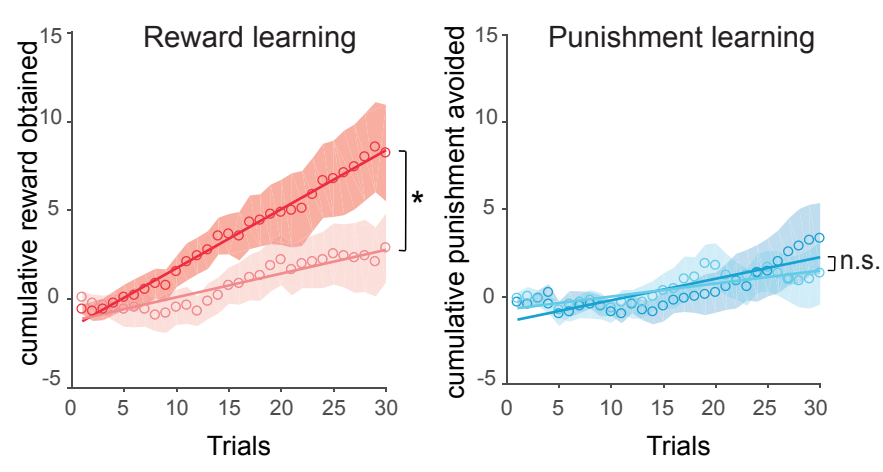 Reward learning
cumulative reward obtained
15
10
5
0
-5
0 5 10 15 20 25 30
Trials
*
Punishment learning
cumulative punishment avoided
15
10
5
0
-5
0 5 10 15 20 25 30
Trials
n.s.